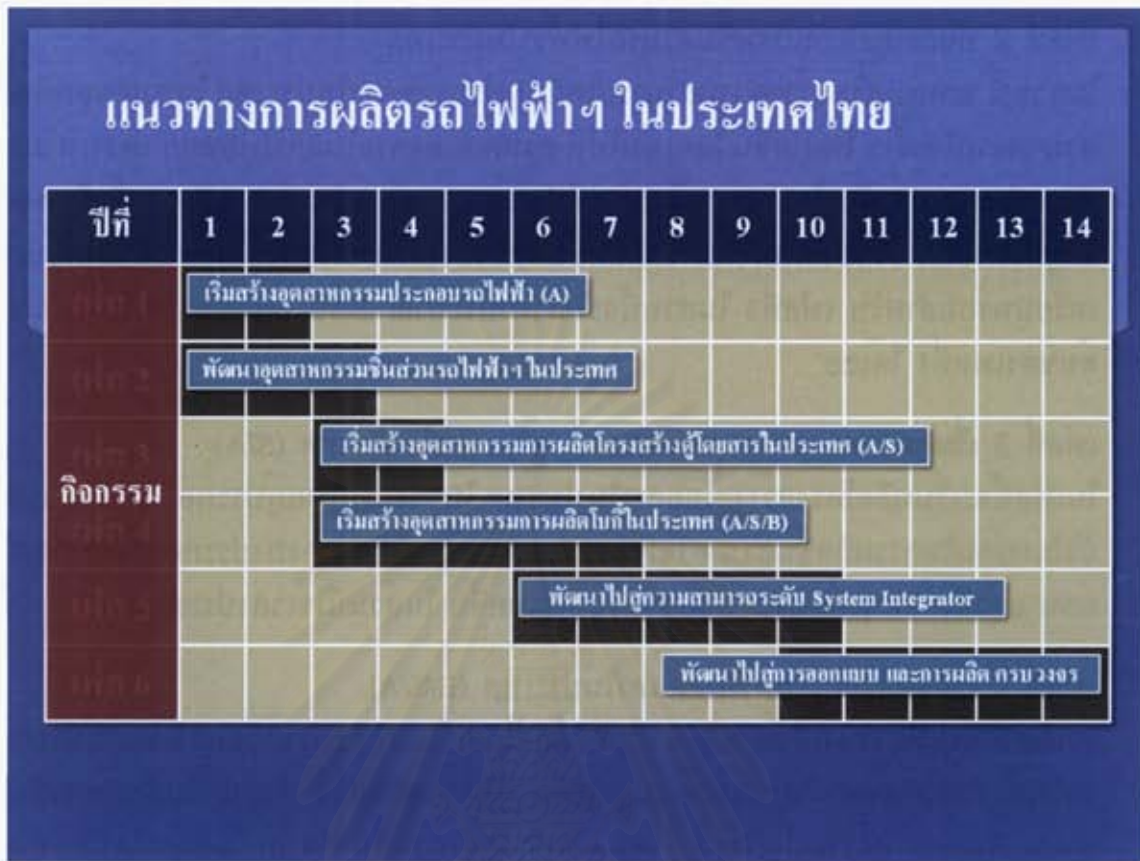 แนวทางการผลิตรถไฟฟ้าฯ ในประเทศไทย
ปีที่ 1 2 3 4 5 6 7 8 9 10 11 12 13 14
กิจกรรม
เริ่มสร้างอุตสาหกรรมประกอบรถไฟฟ้า (A)
พัฒนาอุตสาหกรรมชิ้นส่วนรถไฟฟ้าฯ ในประเทศ
เริ่มสร้างอุตสาหกรรมการผลิตโครงสร้างตู้โดยสารในประเทศ (A/S)
เริ่มสร้างอุตสาหกรรมการผลิตโบกี้ในประเทศ (A/S/B)
พัฒนาไปสู่ความสามารถระดับ System Integrator
พัฒนาไปสู่การออกแบบ และการผลิต ครบวงจร